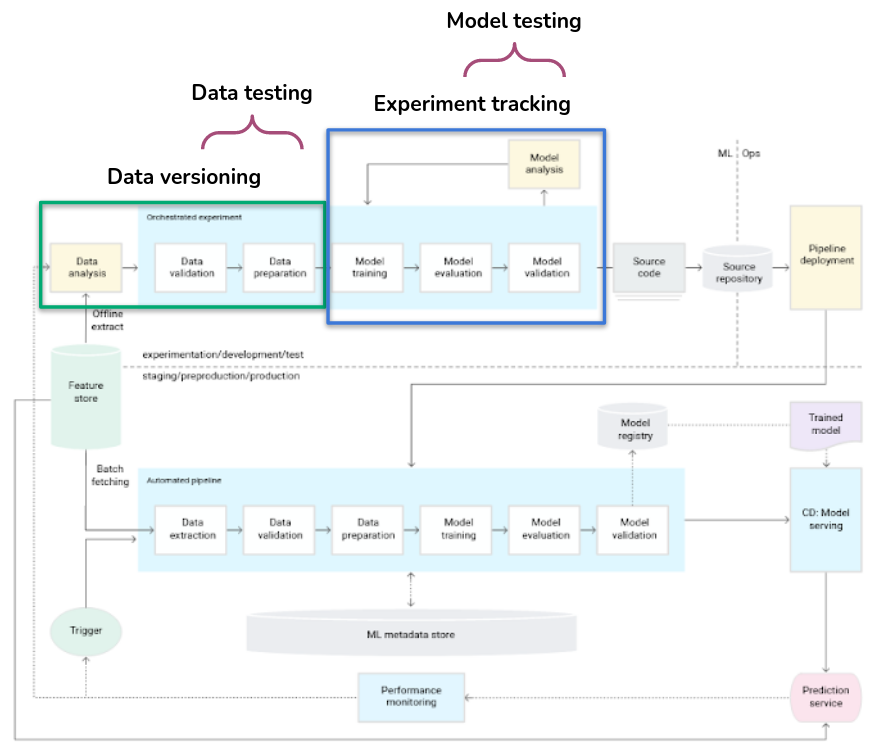 Model testing
Data testing
Experiment tracking
Data versioning
ML
Ops
Model
analysis
Orchestrated experiment
Data
analysis
Data
validation
Data
preparation
Model
training
Model
evaluation
Model
validation
Source
code
Source
repository
Pipeline
deployment
Offline
extract
experimentation/development/test
staging/preproduction/production
Feature
store
Batch
fetching
Model
registry
Trained
model
Automated pipeline
Data
extraction
Data
validation
Data
preparation
Model
training
Model
evaluation
Model
validation
CD: Model
serving
Trigger
ML metadata store
Performance
monitoring
Prediction
service